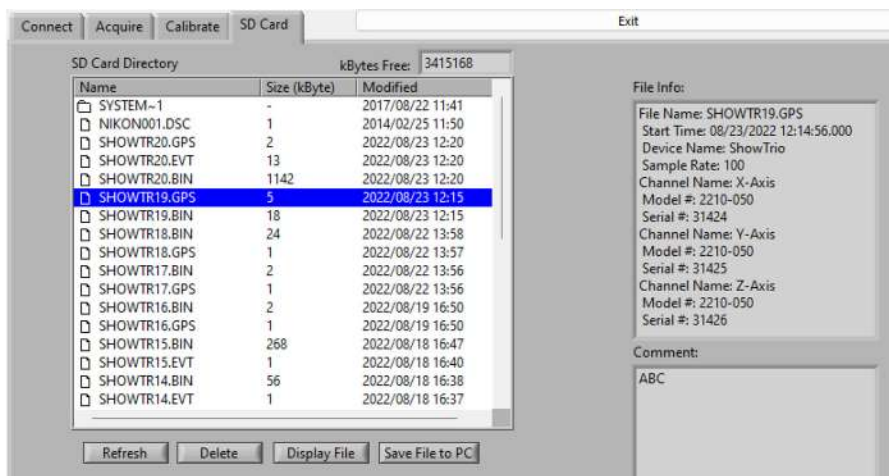 Connect Acquire Calibrate SD Card Exit
SD Card Directory kBytes Free: 3415168
Name Size (kByte) Modified
SYSTEM~1 - 2017/08/22 11:41
NIKON001.DSC 1 2014/02/25 11:50
SHOWTR20.GPS 2 2022/08/23 12:20
SHOWTR20.EVT 13 2022/08/23 12:20
SHOWTR20.BIN 1142 2022/08/23 12:20
SHOWTR19.GPS 5 2022/08/23 12:15
SHOWTR19.BIN 18 2022/08/23 12:15
SHOWTR18.BIN 24 2022/08/22 13:58
SHOWTR18.GPS 1 2022/08/22 13:57
SHOWTR17.BIN 2 2022/08/22 13:56
SHOWTR17.GPS 1 2022/08/22 13:56
SHOWTR16.BIN 2 2022/08/19 16:50
SHOWTR16.GPS 1 2022/08/19 16:50
SHOWTR15.BIN 268 2022/08/18 16:47
SHOWTR15.EVT 1 2022/08/18 16:40
SHOWTR14.BIN 56 2022/08/18 16:38
SHOWTR14.EVT 1 2022/08/18 16:37
Refresh Delete Display File Save File to PC
File Info:
File Name: SHOWTR19.GPS
Start Time: 08/23/2022 12:14:56.000
Device Name: ShowTrio
Sample Rate: 100
Channel Name: X-Axis
Model #: 2210-050
Serial #: 31424
Channel Name: Y-Axis
Model #: 2210-050
Serial #: 31425
Channel Name: Z-Axis
Model #: 2210-050
Serial #: 31426
Comment:
ABC